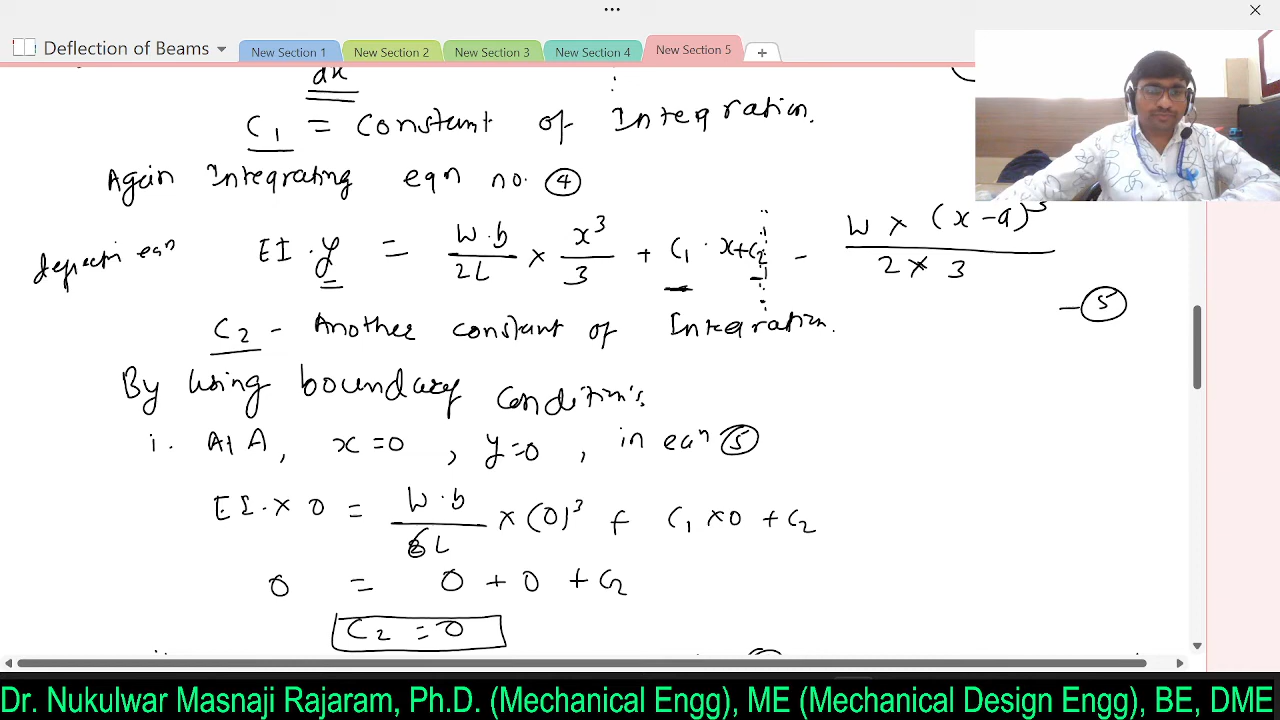 Deflection of Beams New Section 1 New Section 2 New Section 3 New Section 4 New Section 5
dx
C1 = Constant of Integration.
Again Integrating eqn no. 4
EI . y = W.b/2L × x³/3 + C1 . x + C2 - W × (x-a)³/2 × 3
- 5
C2 - Another constant of Integration.
By using boundary conditions
i. At A, x = 0, y = 0, in eqn 5
EI. × 0 = W.b/6L × (0)³ + C1 × 0 + C2
0 = 0 + 0 + C2
C2 = 0
Dr. Nukulwar Masnaji Rajaram, Ph.D. (Mechanical Engg), ME (Mechanical Design Engg), BE, DME